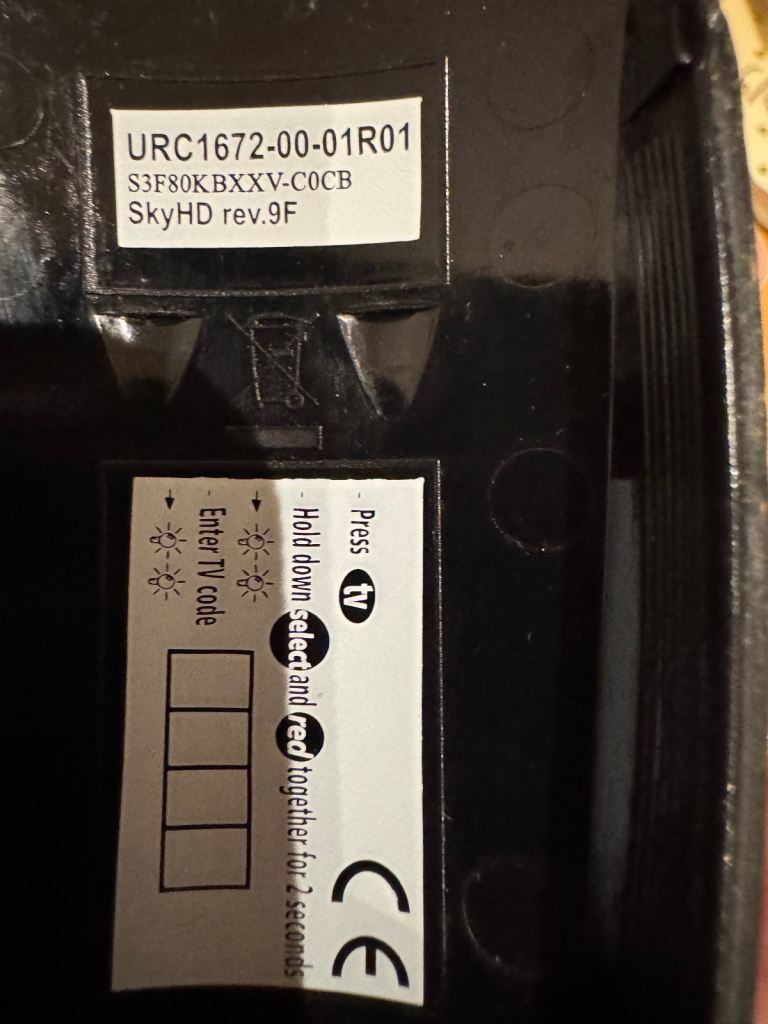 URC1672-00-01R01
S3F80KBXXV-C0CB
SkyHD rev.9F
- Press tv
- Hold down select and red together for 2 seconds
- Enter TV code
CE